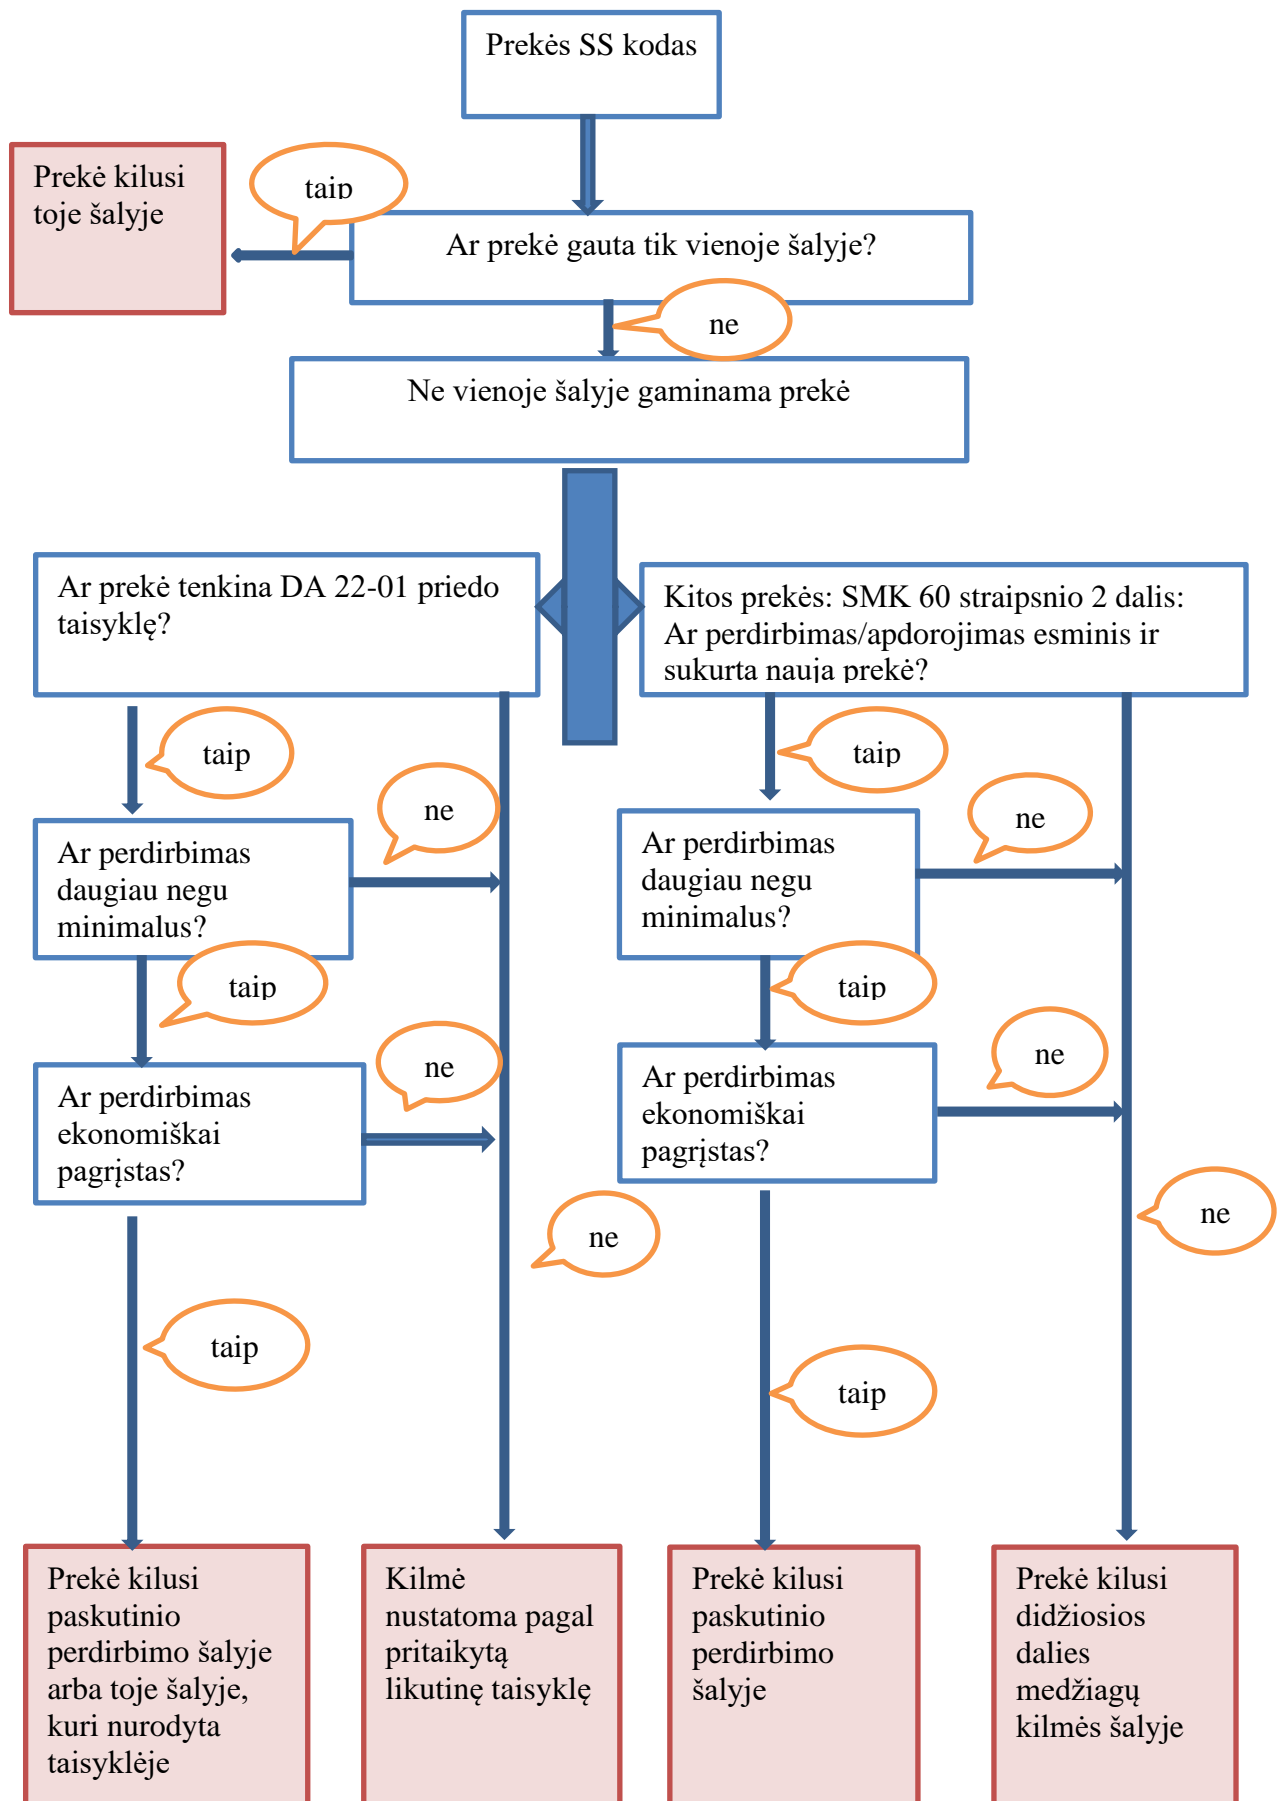 Prekės SS kodas
Prekė kilusi
toje šalyje
taip
Ar prekė gauta tik vienoje šalyje?
ne
Ne vienoje šalyje gaminama prekė
Ar prekė tenkina DA 22-01 priedo
taisyklę?
Kitos prekės: SMK 60 straipsnio 2 dalis:
Ar perdirbimas/apdorojimas esminis ir
sukurta nauja prekė?
taip
ne
taip
ne
Ar perdirbimas
daugiau negu
minimalus?
Ar perdirbimas
daugiau negu
minimalus?
taip
ne
taip
ne
Ar perdirbimas
ekonomiškai
pagrįstas?
Ar perdirbimas
ekonomiškai
pagrįstas?
ne
ne
taip
taip
Prekė kilusi
paskutinio
perdirbimo šalyje
arba toje šalyje,
kuri nurodyta
taisyklėje
Kilmė
nustatoma pagal
pritaikytą
likutinę taisyklę
Prekė kilusi
paskutinio
perdirbimo
šalyje
Prekė kilusi
didžiosios
dalies
medžiagų
kilmės šalyje